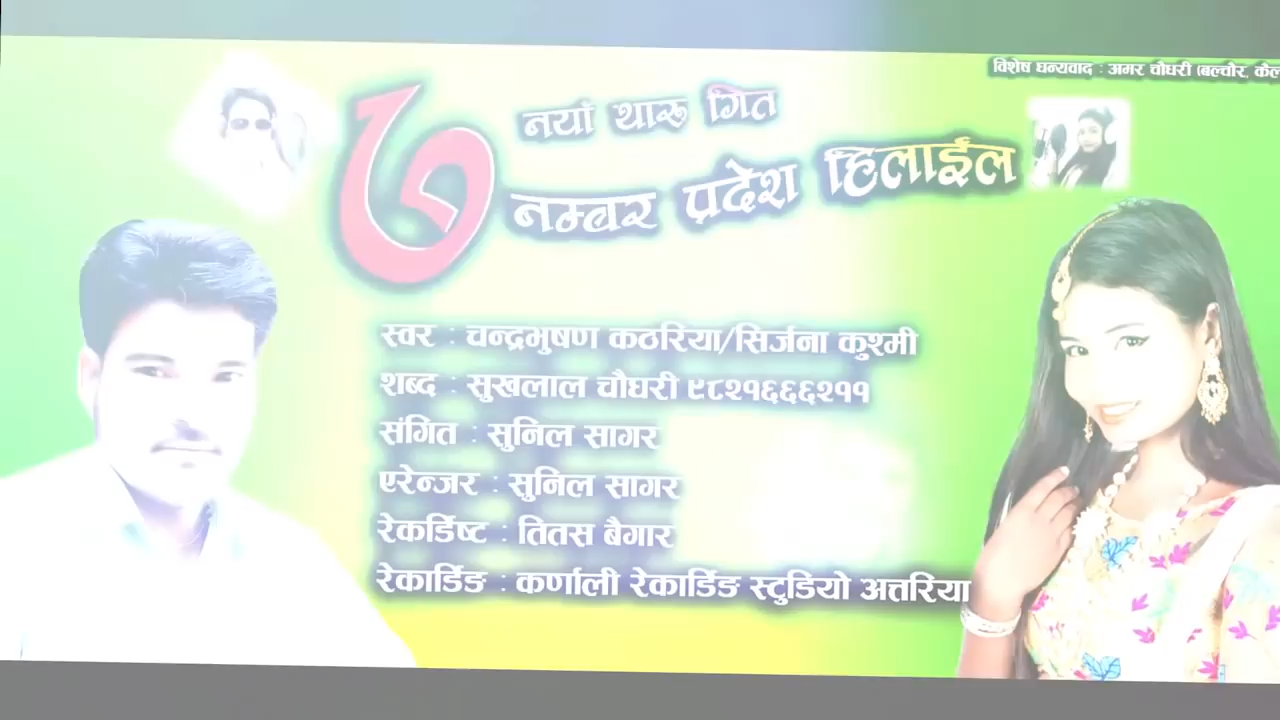 विशेष धन्यवाद : अमर चौधरी (बल्चौर,
नयाँ थारू गित
७ नम्बर प्रदेश हिलाईल
स्वर : चन्द्रभुषण कठरिया/सिर्जना कुश्मी
शब्द : सुखलाल चौधरी ९८२१६६६२११
संगित : सुनिल सागर
एरेन्जर : सुनिल सागर
रेकर्डिष्ट : तितस बैगार
रेकार्डिङ : कर्णाली रेकार्डिङ स्टुडियो अत्तरिया